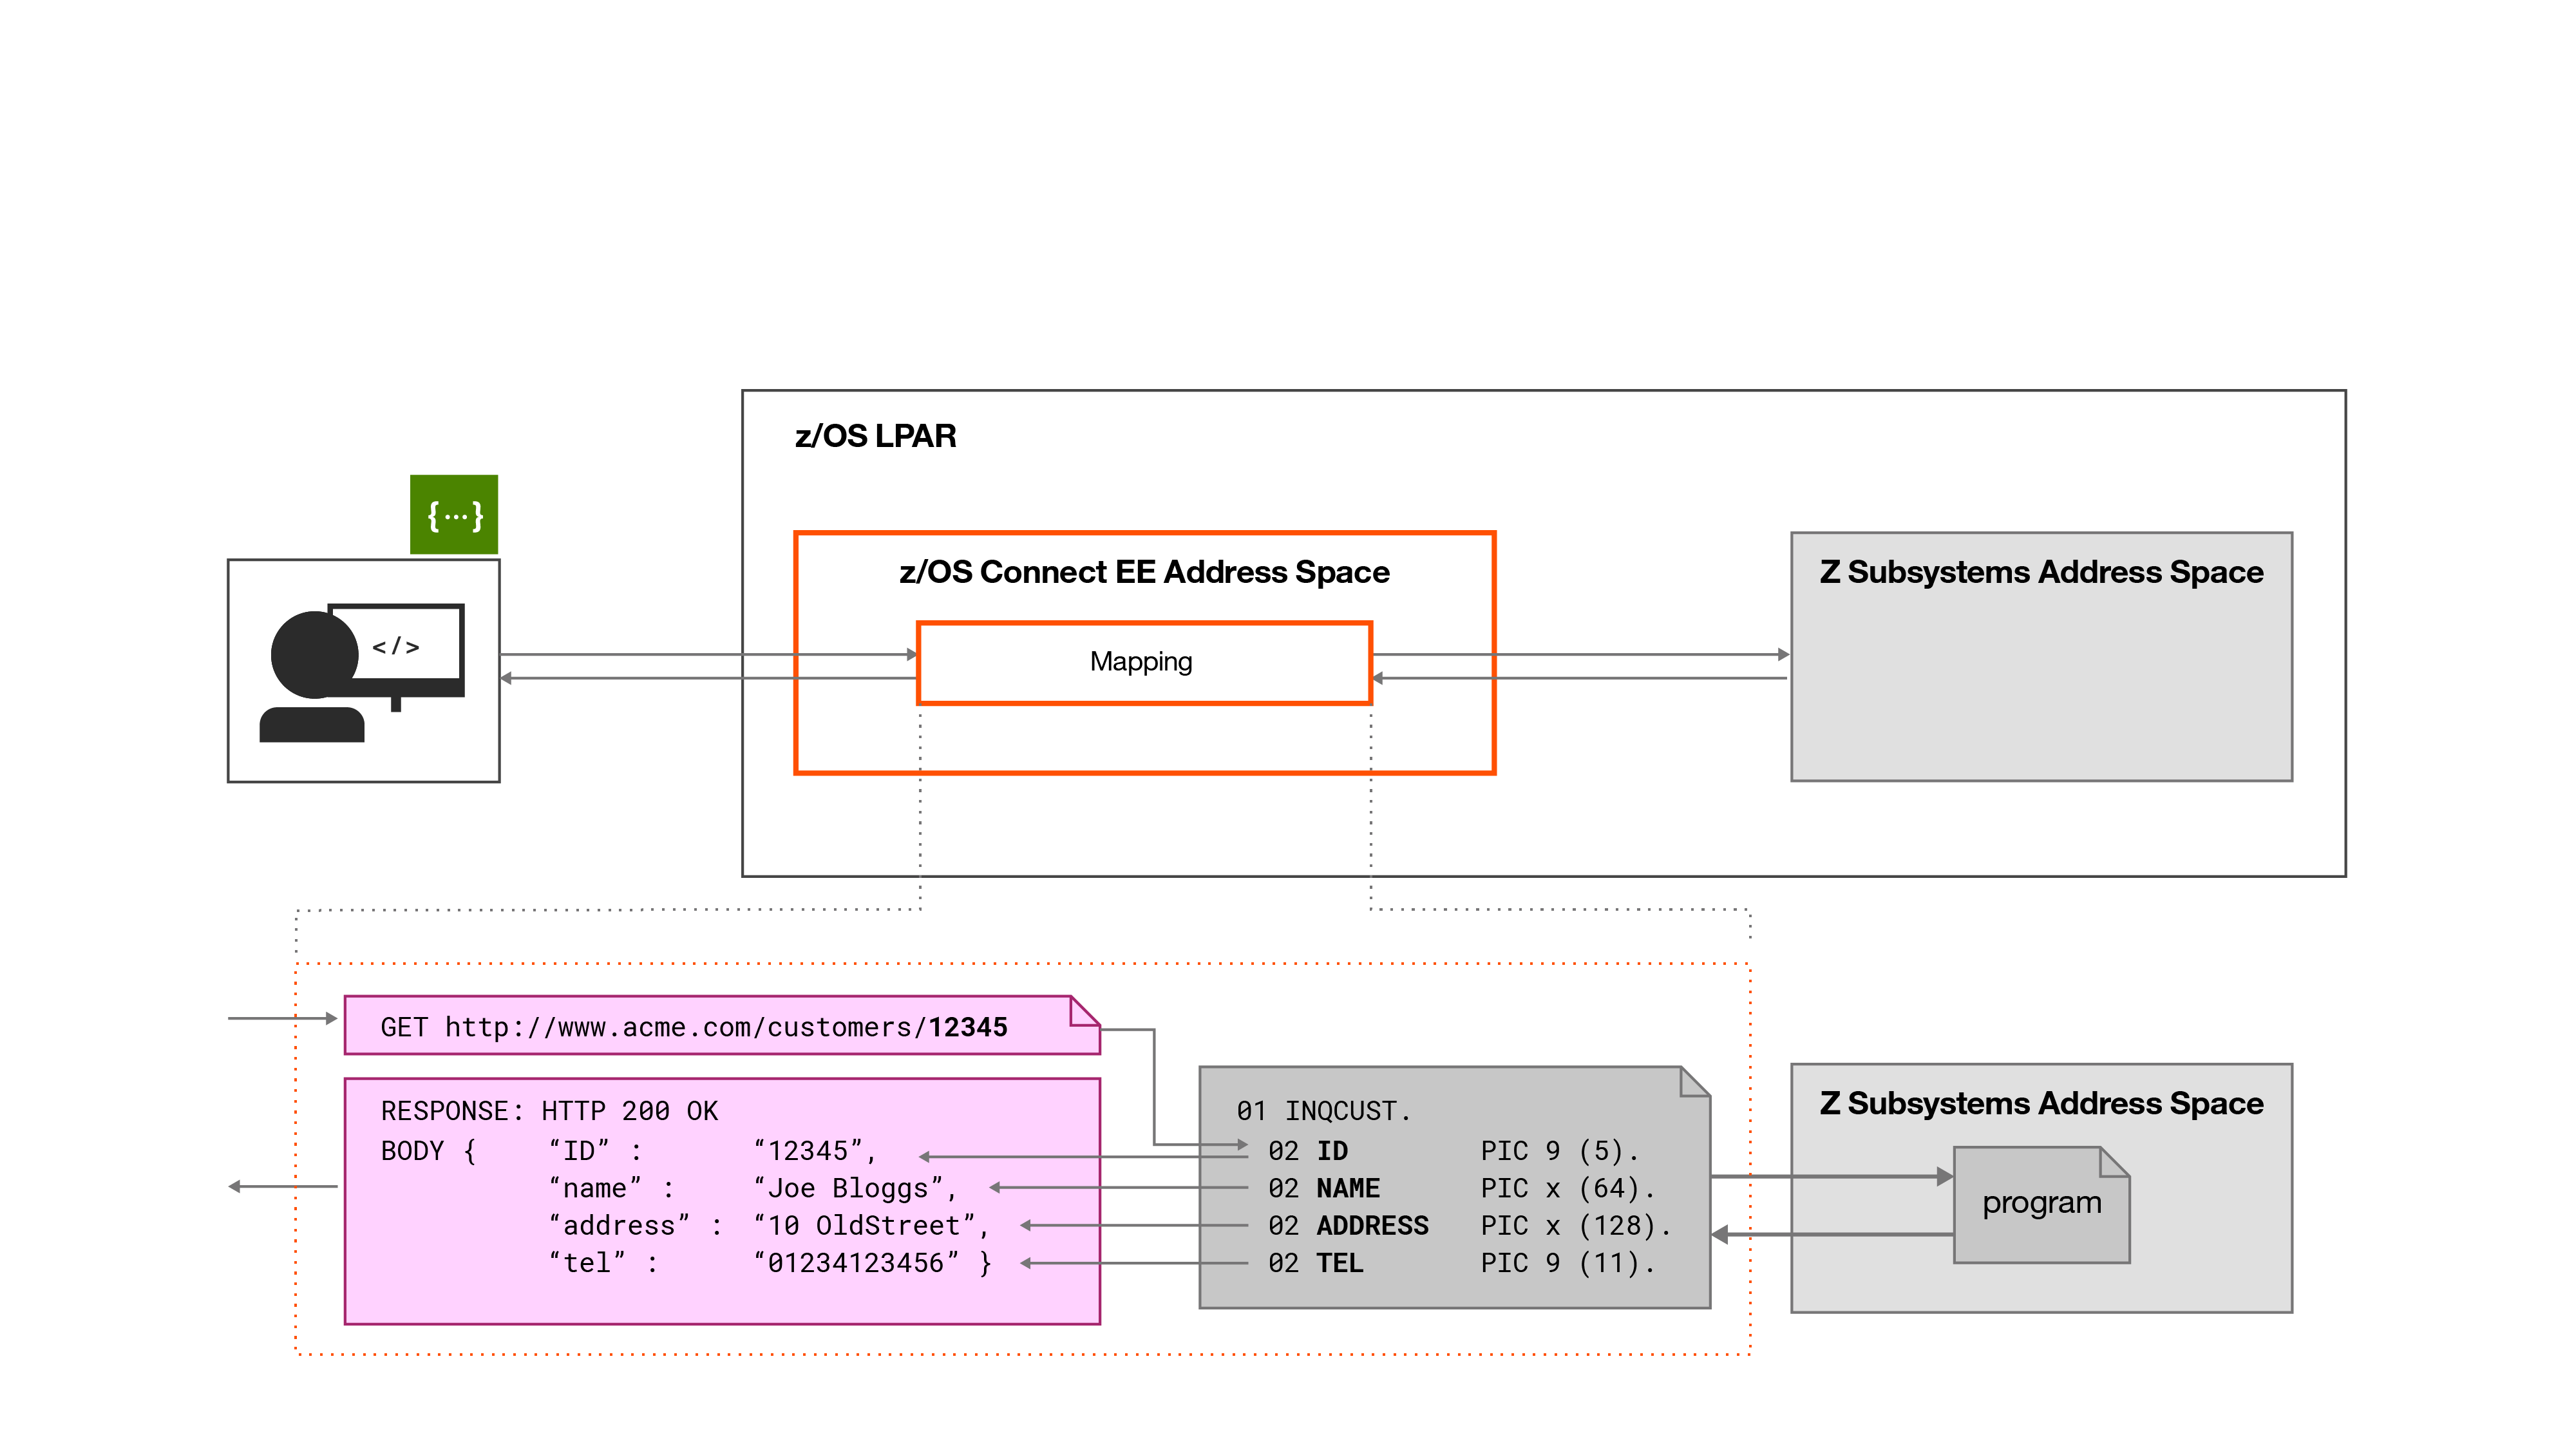 z/OS LPAR
{···}
z/OS Connect EE Address Space
Z Subsystems Address Space
</>
Mapping
GET http://www.acme.com/customers/12345
RESPONSE: HTTP 200 OK
BODY { “ID” : “12345”,
“name” : “Joe Bloggs”,
“address” : “10 OldStreet”,
“tel” : “01234123456” }
01 INQCUST.
02 ID PIC 9 (5).
02 NAME PIC x (64).
02 ADDRESS PIC x (128).
02 TEL PIC 9 (11).
Z Subsystems Address Space
program